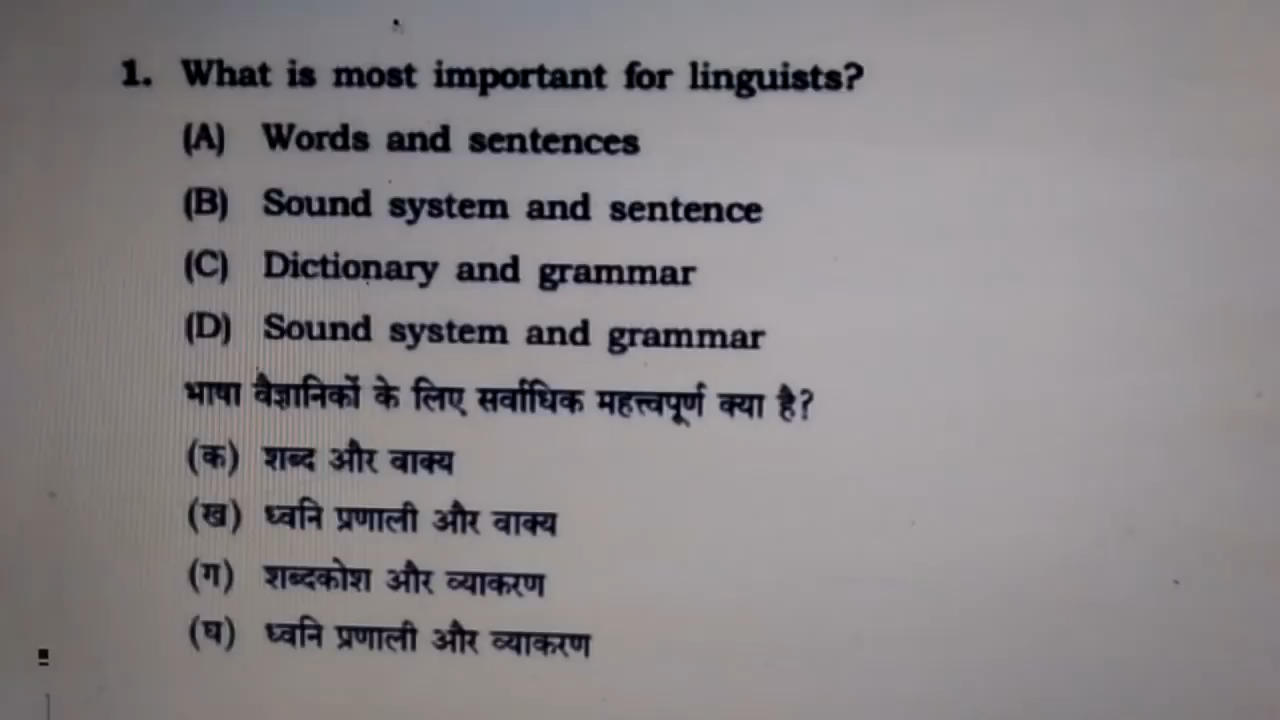 1. What is most important for linguists?
(A) Words and sentences
(B) Sound system and sentence
(C) Dictionary and grammar
(D) Sound system and grammar
भाषा वैज्ञानिकों के लिए सर्वाधिक महत्त्वपूर्ण क्या है?
(क) शब्द और वाक्य
(ख) ध्वनि प्रणाली और वाक्य
(ग) शब्दकोश और व्याकरण
(घ) ध्वनि प्रणाली और व्याकरण